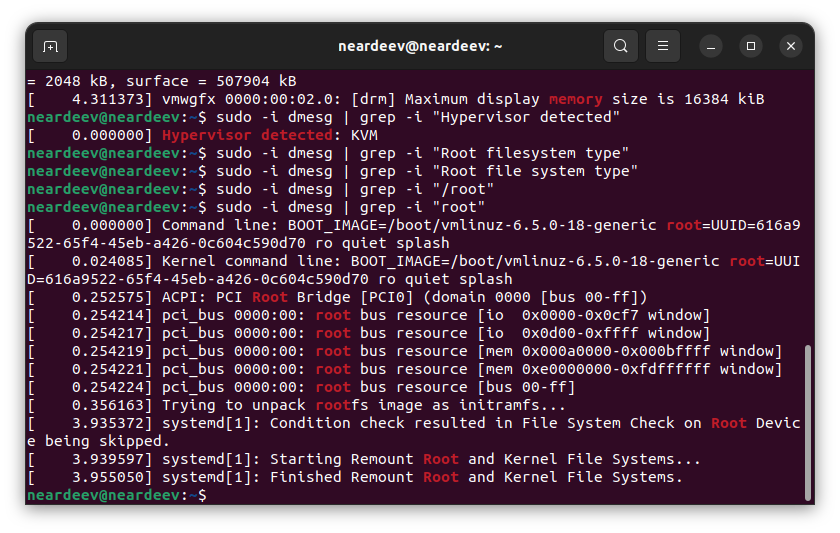 neardeev@neardeev: ~
= 2048 kB, surface = 507904 kB
[    4.311373] vmwgfx 0000:00:02.0: [drm] Maximum display memory size is 16384 kiB
neardeev@neardeev:~$ sudo -i dmesg | grep -i "Hypervisor detected"
[    0.000000] Hypervisor detected: KVM
neardeev@neardeev:~$ sudo -i dmesg | grep -i "Root filesystem type"
neardeev@neardeev:~$ sudo -i dmesg | grep -i "Root file system type"
neardeev@neardeev:~$ sudo -i dmesg | grep -i "/root"
neardeev@neardeev:~$ sudo -i dmesg | grep -i "root"
[    0.000000] Command line: BOOT_IMAGE=/boot/vmlinuz-6.5.0-18-generic root=UUID=616a9
522-65f4-45eb-a426-0c604c590d70 ro quiet splash
[    0.024085] Kernel command line: BOOT_IMAGE=/boot/vmlinuz-6.5.0-18-generic root=UUI
D=616a9522-65f4-45eb-a426-0c604c590d70 ro quiet splash
[    0.252575] ACPI: PCI Root Bridge [PCI0] (domain 0000 [bus 00-ff])
[    0.254214] pci_bus 0000:00: root bus resource [io  0x0000-0x0cf7 window]
[    0.254217] pci_bus 0000:00: root bus resource [io  0x0d00-0xffff window]
[    0.254219] pci_bus 0000:00: root bus resource [mem 0x000a0000-0x000bffff window]
[    0.254221] pci_bus 0000:00: root bus resource [mem 0xe0000000-0xfdffffff window]
[    0.254224] pci_bus 0000:00: root bus resource [bus 00-ff]
[    0.356163] Trying to unpack rootfs image as initramfs...
[    3.935372] systemd[1]: Condition check resulted in File System Check on Root Devic
e being skipped.
[    3.939597] systemd[1]: Starting Remount Root and Kernel File Systems...
[    3.955050] systemd[1]: Finished Remount Root and Kernel File Systems.
neardeev@neardeev:~$